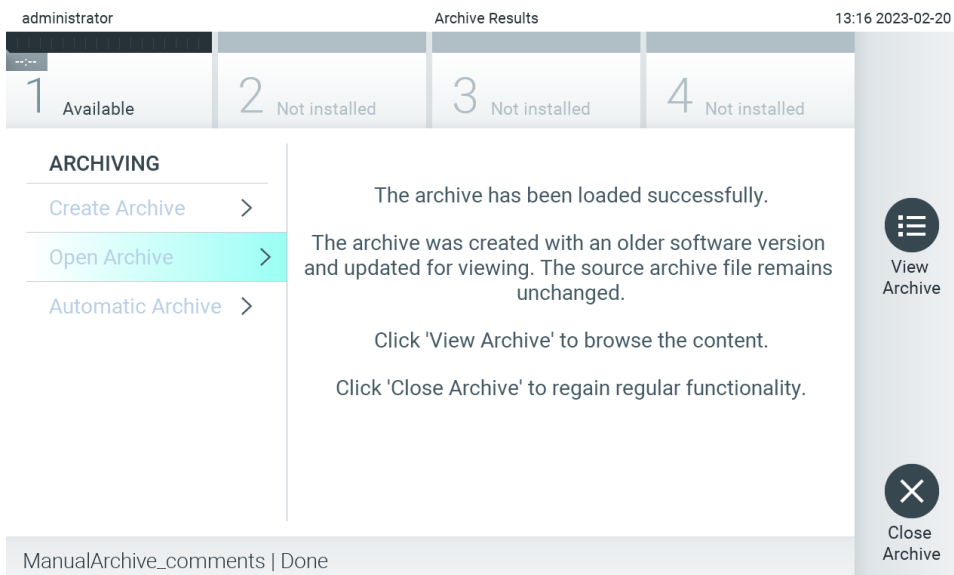 administrator Archive Results 13:16 2023-02-20
--:--
1 Available 2 Not installed 3 Not installed 4 Not installed
ARCHIVING
Create Archive
Open Archive
Automatic Archive
The archive has been loaded successfully.
The archive was created with an older software version
and updated for viewing. The source archive file remains
unchanged.
Click 'View Archive' to browse the content.
Click 'Close Archive' to regain regular functionality.
View
Archive
Close
Archive
ManualArchive_comments | Done